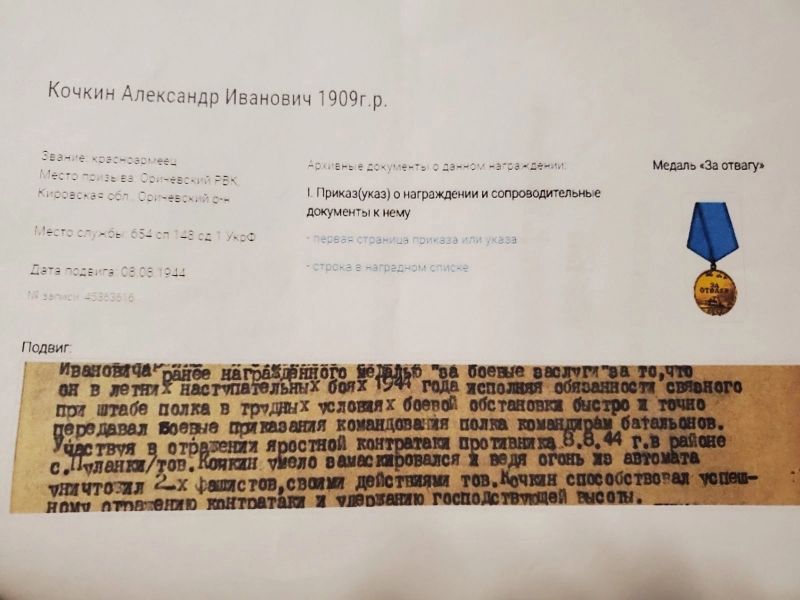 Кочкин Александр Иванович 1909г.р.
Звание: красноармеец
Место призыва: Оричевский РВК,
Кировская обл., Оричевский р-н
Место службы: 654 сп 148 сд 1 УкрФ
Дата подвига: 08.08.1944
№ записи: 45363616
Архивные документы о данном награждении:
I. Приказ(указ) о награждении и сопроводительные
документы к нему
- первая страница приказа или указа
- строка в наградном списке
Медаль «За отвагу»
ЗА
ОТВАГУ
Подвиг:
Ивановича ранее награжденного медалью "за боевые заслуги" за то, что
он в летних наступательных боях 1944 года исполняя обязанности связного
при штабе полка в трудных условиях боевой обстановки быстро и точно
передавал боевые приказания командования полка командирам батальонов.
Участвуя в отражении яростной контратаки противника 8.8.44 г.в районе
с.Пуланки/тов.Кочкин умело замаскировался и ведя огонь из автомата
уничтожил 2-х фашистов,своими действиями тов.Кочкин способствовал успеш-
ному отражению контратаки и удержанию господствующей высоты.